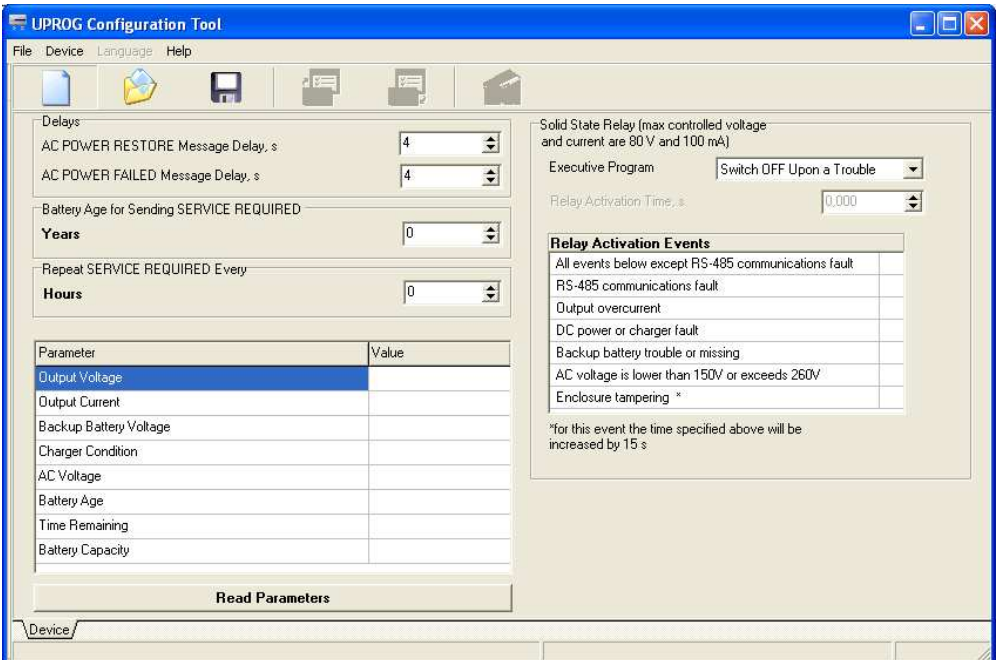 UPROG Configuration Tool
File Device Language Help
Delays
AC POWER RESTORE Message Delay, s 4
AC POWER FAILED Message Delay, s 4
Battery Age for Sending SERVICE REQUIRED
Years 0
Repeat SERVICE REQUIRED Every
Hours 0
Parameter Value
Output Voltage
Output Current
Backup Battery Voltage
Charger Condition
AC Voltage
Battery Age
Time Remaining
Battery Capacity
Read Parameters
Solid State Relay (max controlled voltage
and current are 80 V and 100 mA)
Executive Program Switch OFF Upon a Trouble
Relay Activation Time, s 0,000
Relay Activation Events
All events below except RS-485 communications fault
RS-485 communications fault
Output overcurrent
DC power or charger fault
Backup battery trouble or missing
AC voltage is lower than 150V or exceeds 260V
Enclosure tampering *
*for this event the time specified above will be
increased by 15 s
Device